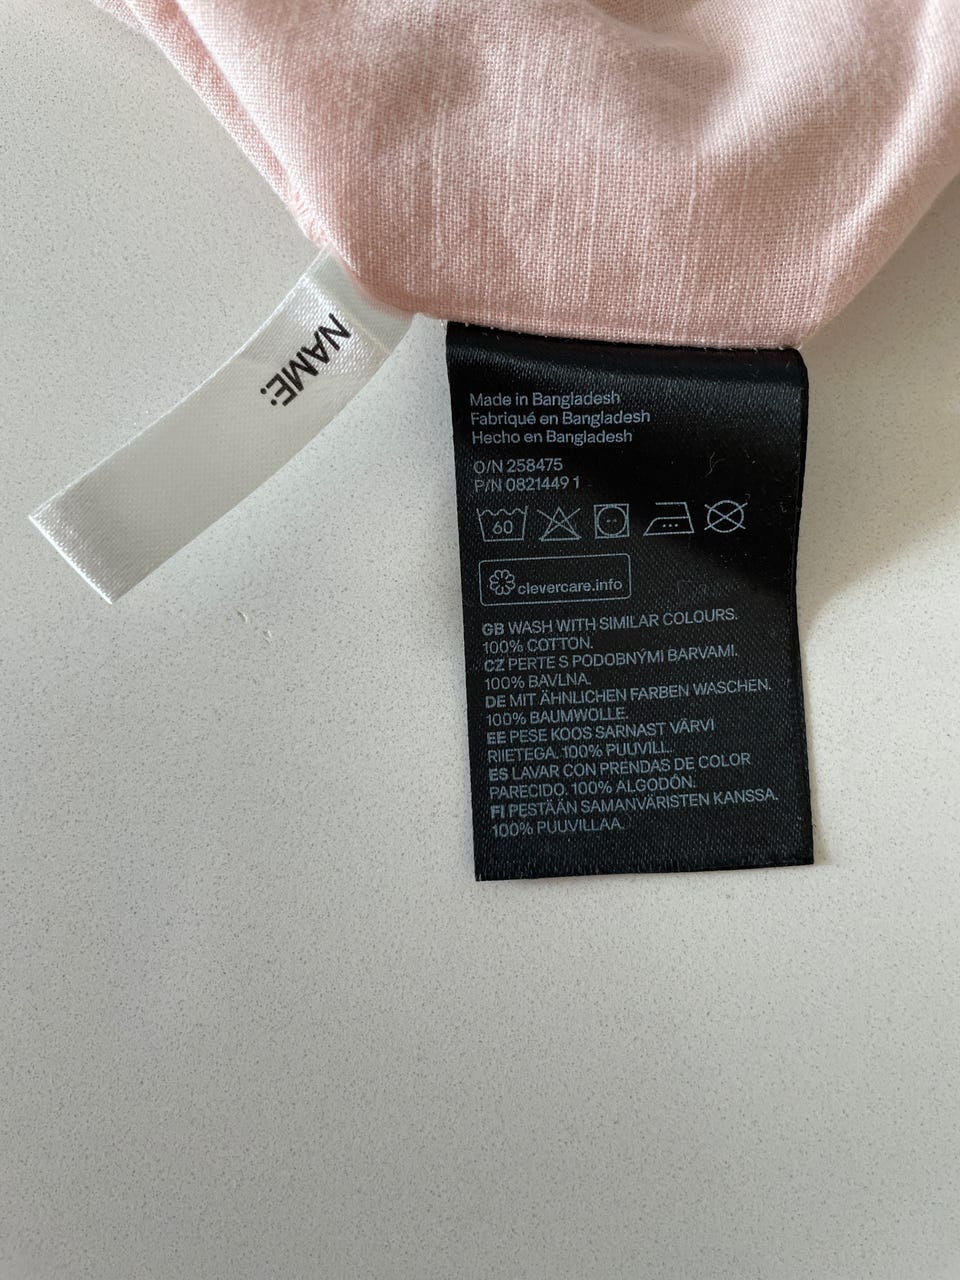 NAME:
Made in Bangladesh
Fabriqué en Bangladesh
Hecho en Bangladesh
O/N 258475
P/N 0821449 1
60
clevercare.info
GB WASH WITH SIMILAR COLOURS.
100% COTTON.
CZ PERTE S PODOBNÝMI BARVAMI.
100% BAVLNA.
DE MIT ÄHNLICHEN FARBEN WASCHEN.
100% BAUMWOLLE.
EE PESE KOOS SARNAST VÄRVI
RIIETEGA. 100% PUUVILL.
ES LAVAR CON PRENDAS DE COLOR
PARECIDO. 100% ALGODÓN.
FI PESTÄÄN SAMANVÄRISTEN KANSSA.
100% PUUVILLAA.